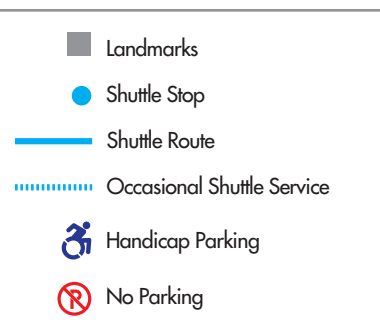 Landmarks
Shuttle Stop
Shuttle Route
Occasional Shuttle Service
Handicap Parking
P No Parking